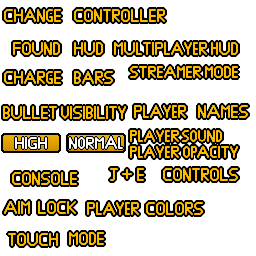 CHANGE CONTROLLER
FOUND HUD MULTIPLAYER HUD
CHARGE BARS STREAMER MODE
BULLET VISIBILITY PLAYER NAMES
HIGH NORMAL PLAYER SOUND
PLAYER OPACITY
CONSOLE J + E CONTROLS
AIM LOCK PLAYER COLORS
TOUCH MODE